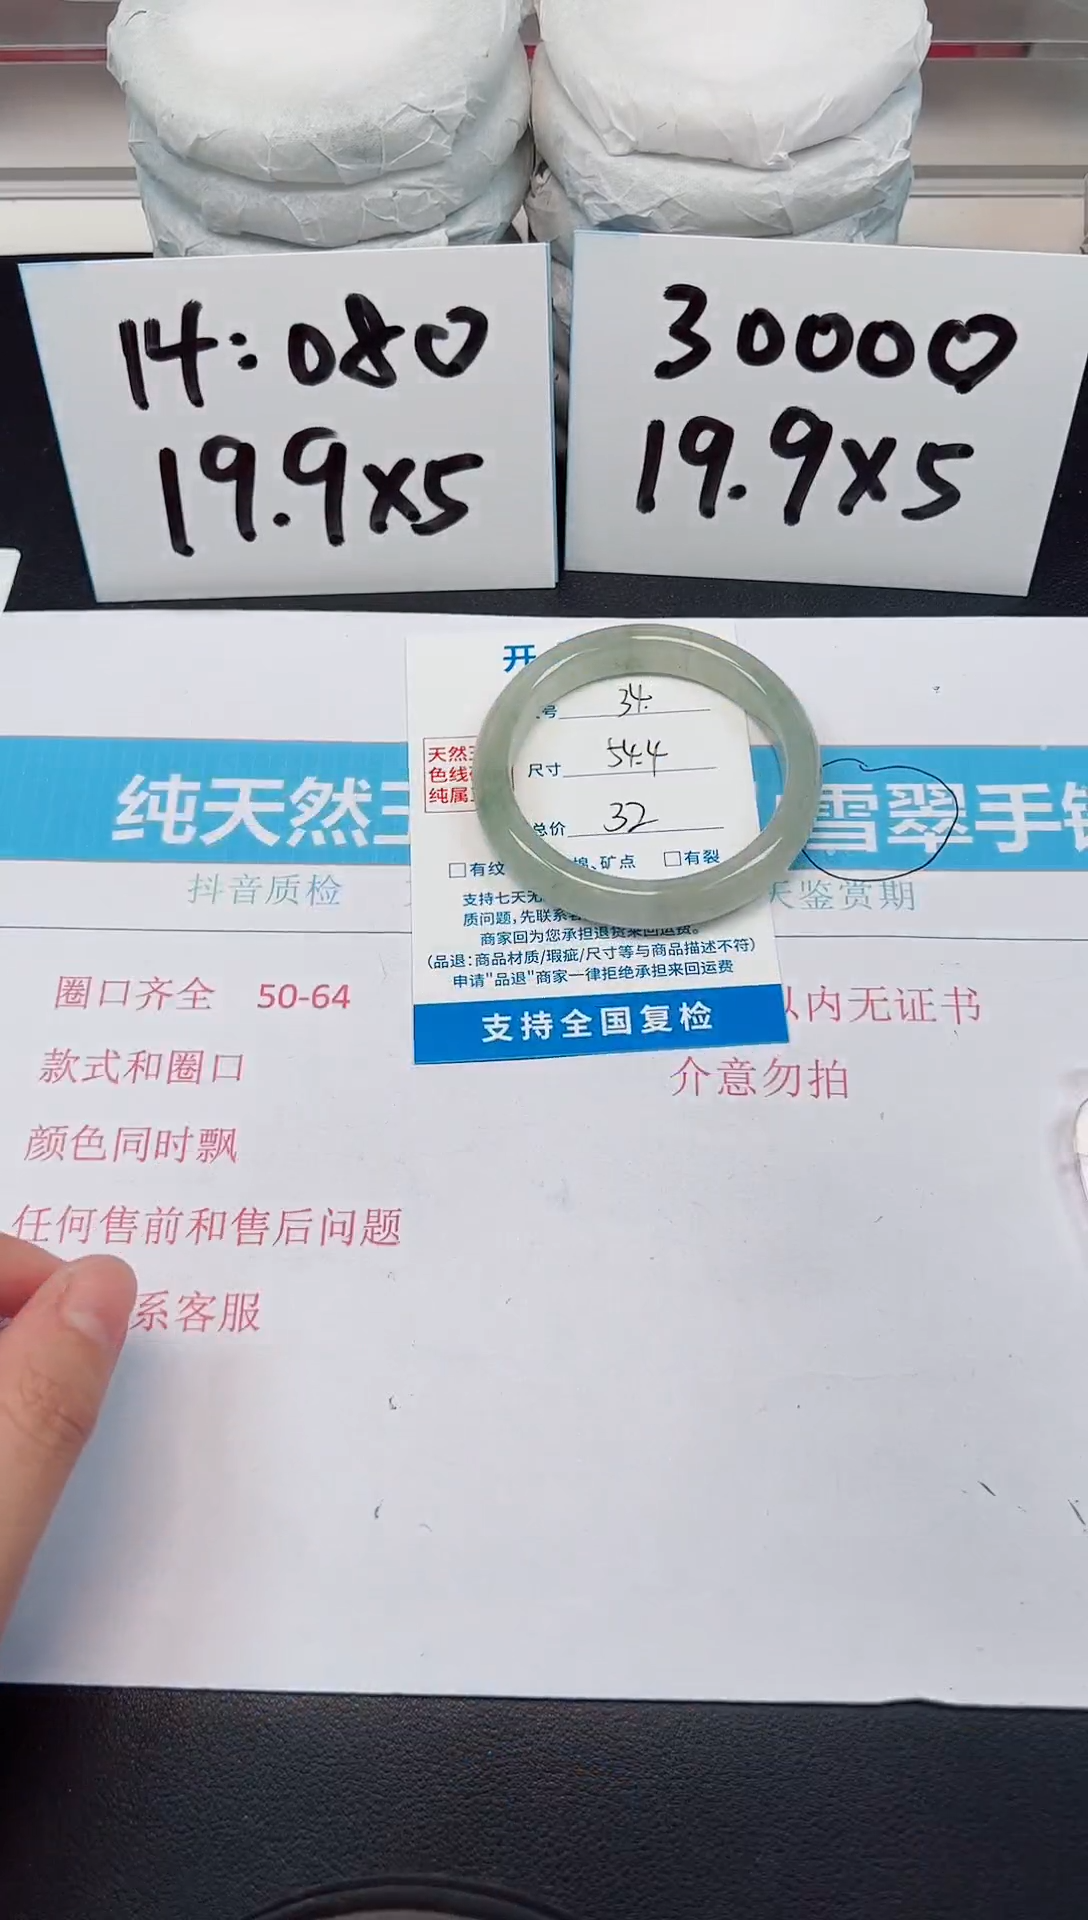 14:080
19.9×5
30000
19.9×5
开
号 34.
天然
色线
纯属
尺寸 54.4
总价 32
纯天然
雪翠手
□有纹 、矿点 □有裂
抖音质检
天鉴赏期
支持七天无
质问题,先联系
商家回为您承担退货来回运费。
(品退:商品材质/瑕疵/尺寸等与商品描述不符)
申请"品退"商家一律拒绝承担来回运费
支持全国复检
圈口齐全 50-64
款式和圈口
颜色同时飘
任何售前和售后问题
系客服
以内无证书
介意勿拍